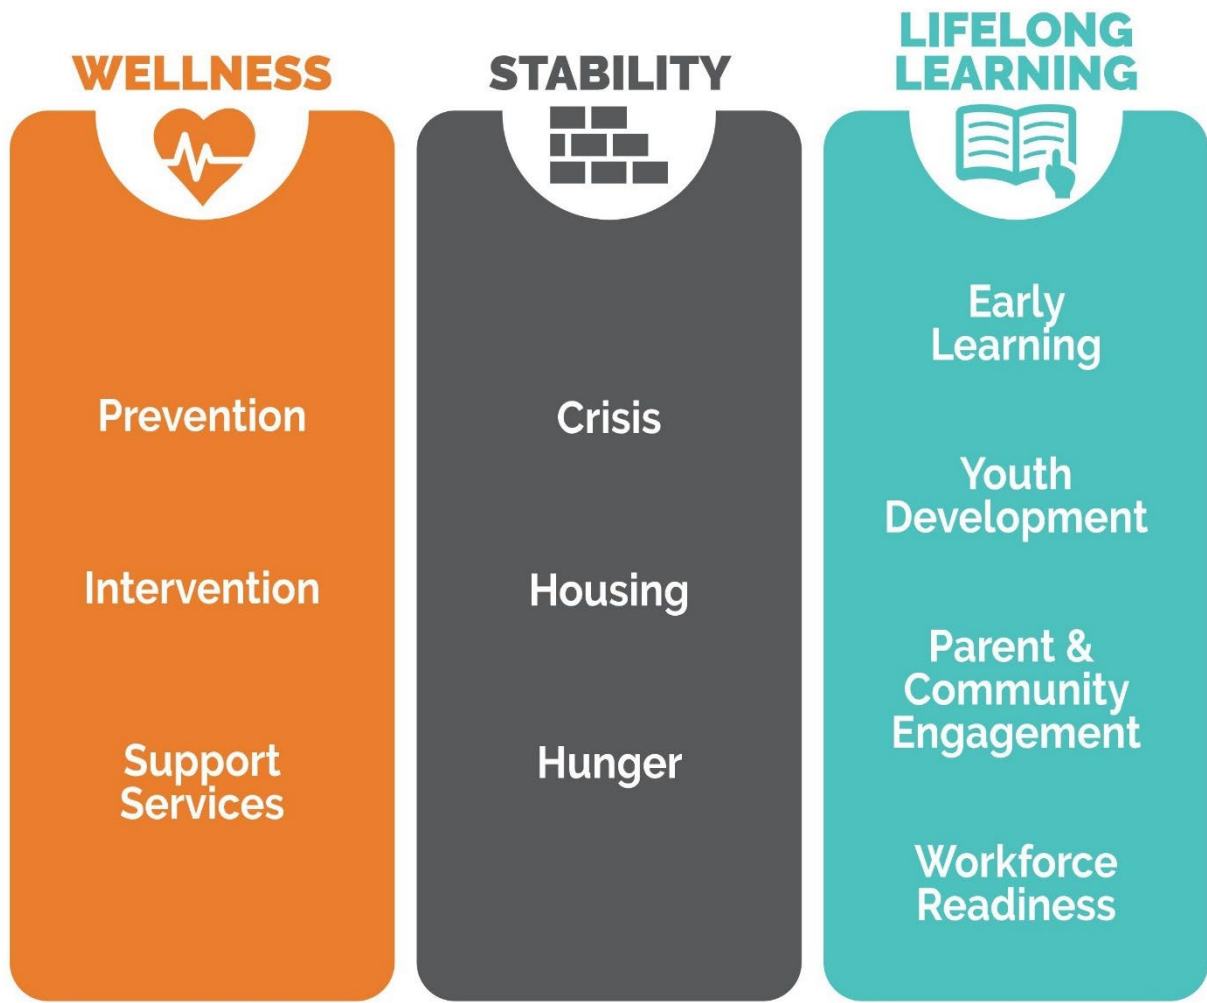 WELLNESS
Prevention
Intervention
Support
Services
STABILITY
Crisis
Housing
Hunger
LIFELONG
LEARNING
Early
Learning
Youth
Development
Parent &
Community
Engagement
Workforce
Readiness